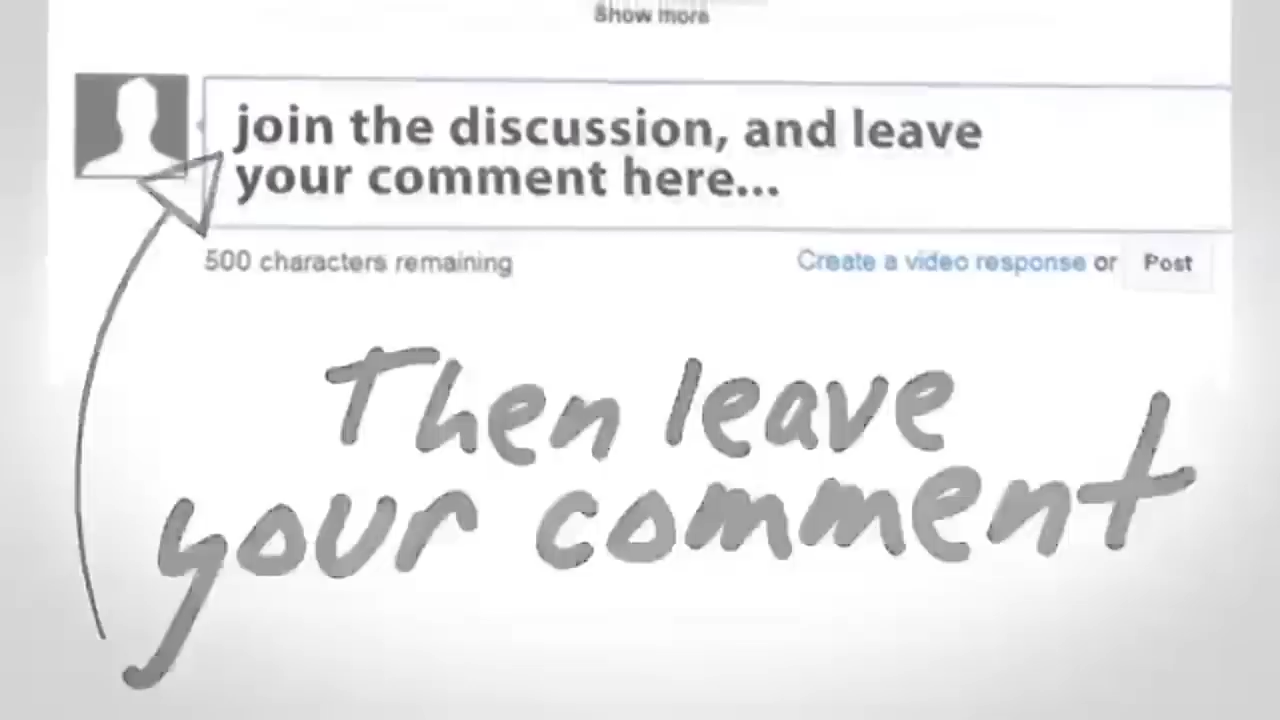 Show more
join the discussion, and leave
your comment here...
500 characters remaining
Create a video response or Post
Then leave
your comment